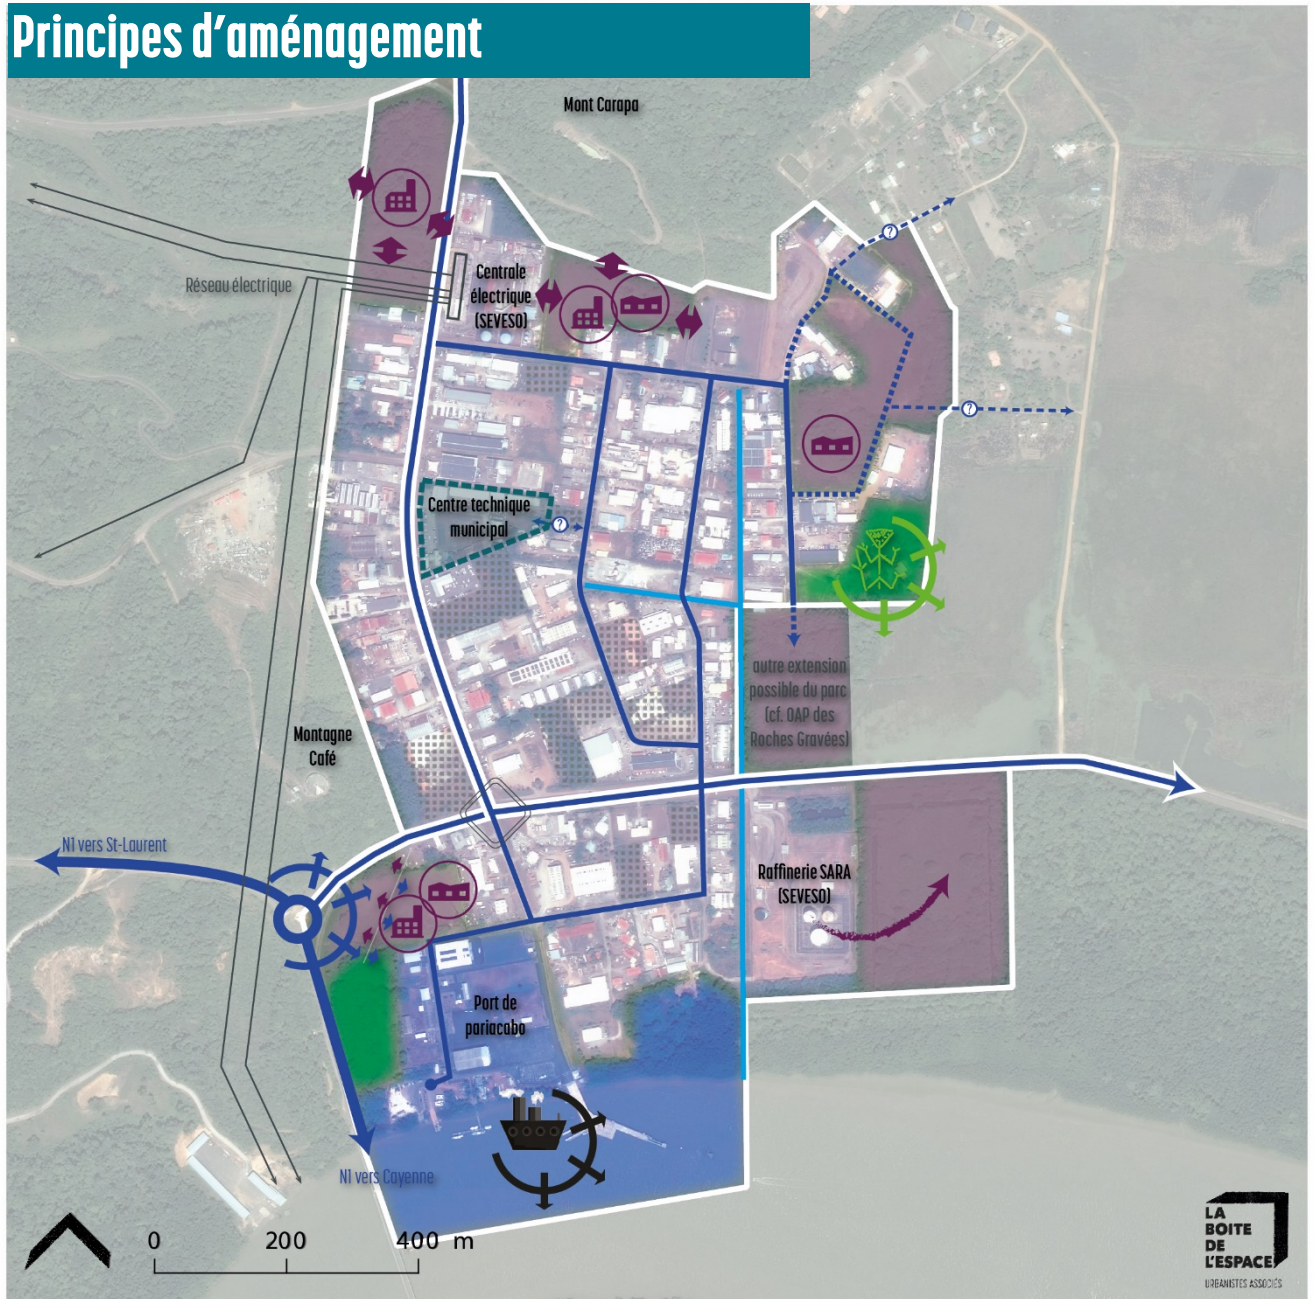 Principes d'aménagement
Mont Carapa
?
Réseau électrique
Centrale
électrique
(SEVESO)
?
Centre technique
municipal
?
autre extension
possible du parc
(cf. OAP des
Roches Gravées)
Montagne
Café
N1 vers St-Laurent
Raffinerie SARA
(SEVESO)
Port de
pariacabo
N1 vers Cayenne
0 200 400 m
LA
BOITE
DE
L'ESPACE
URBANISTES ASSOCIÉS